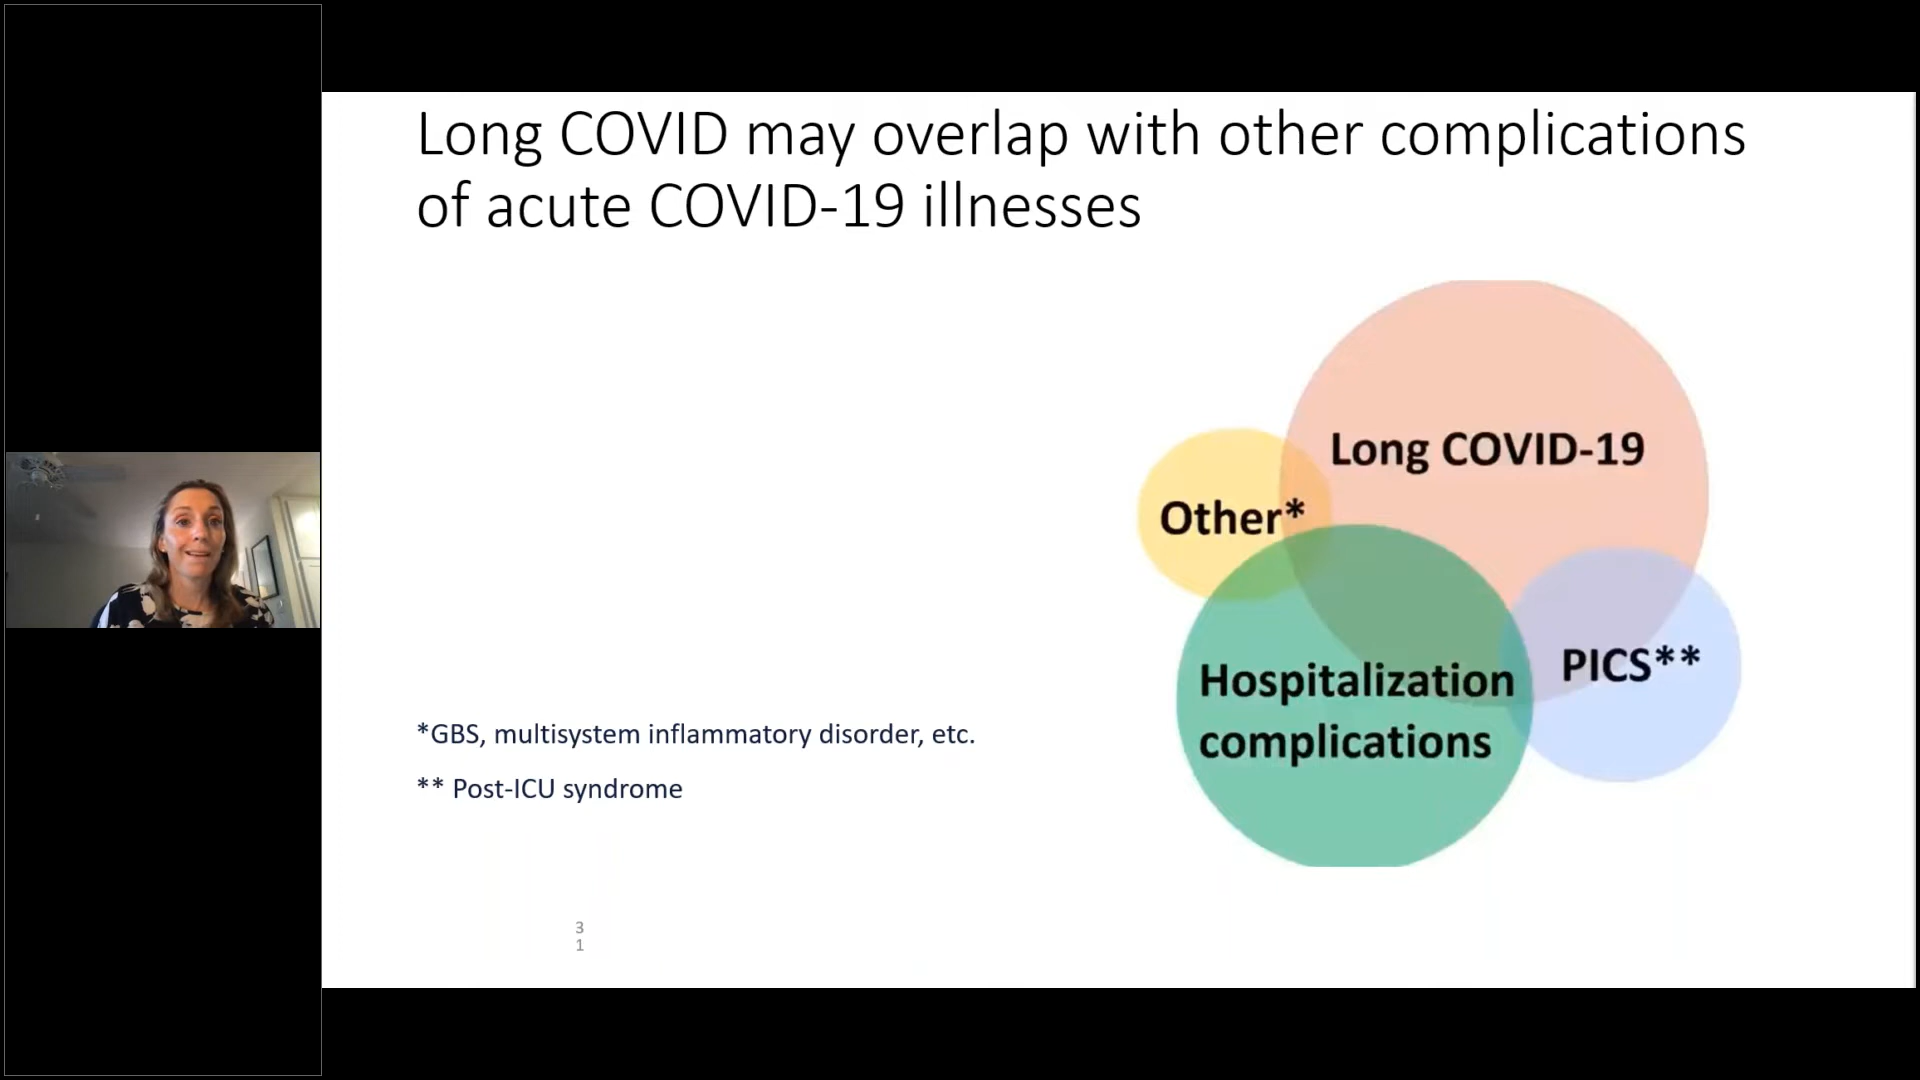 Long COVID may overlap with other complications
of acute COVID-19 illnesses
Long COVID-19
Other*
PICS**
Hospitalization
complications
*GBS, multisystem inflammatory disorder, etc.
** Post-ICU syndrome
3
1